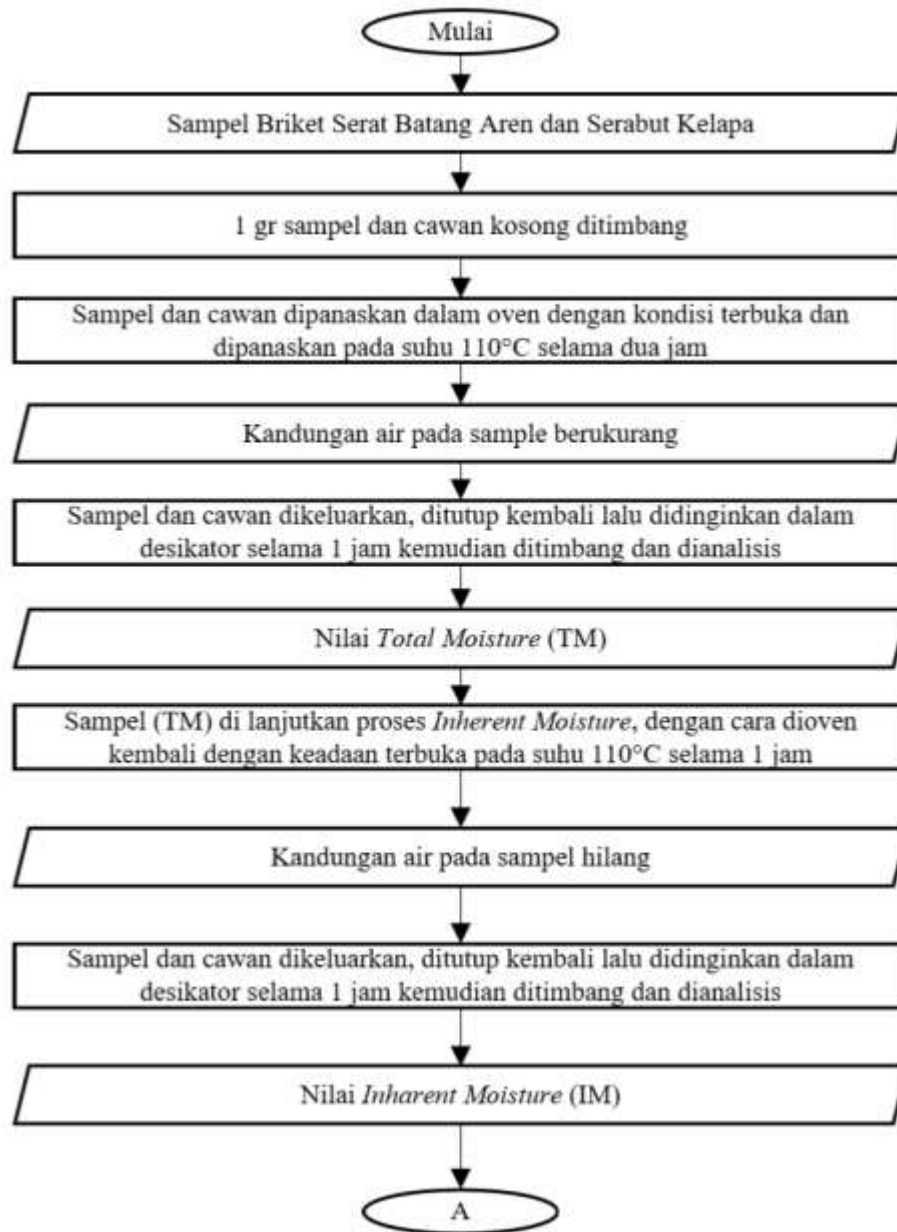 Mulai
Sampel Briket Serat Batang Aren dan Serabut Kelapa
1 gr sampel dan cawan kosong ditimbang
Sampel dan cawan dipanaskan dalam oven dengan kondisi terbuka dan
dipanaskan pada suhu 110°C selama dua jam
Kandungan air pada sample berukurang
Sampel dan cawan dikeluarkan, ditutup kembali lalu didinginkan dalam
desikator selama 1 jam kemudian ditimbang dan dianalisis
Nilai Total Moisture (TM)
Sampel (TM) di lanjutkan proses Inherent Moisture, dengan cara dioven
kembali dengan keadaan terbuka pada suhu 110°C selama 1 jam
Kandungan air pada sampel hilang
Sampel dan cawan dikeluarkan, ditutup kembali lalu didinginkan dalam
desikator selama 1 jam kemudian ditimbang dan dianalisis
Nilai Inharent Moisture (IM)
A